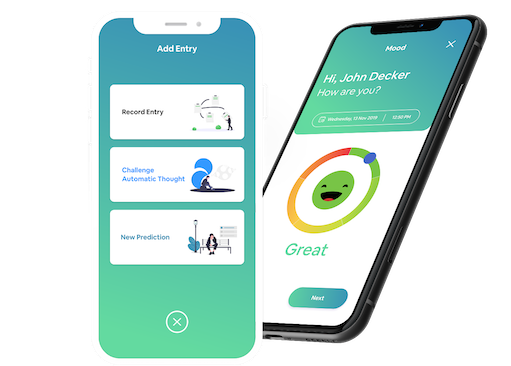 Add Entry
Record Entry
Challenge
Automatic Thought
New Prediction
Mood
Hi, John Decker
How are you?
Wednesday, 13 Nov 2019
12:50 PM
Great
Next